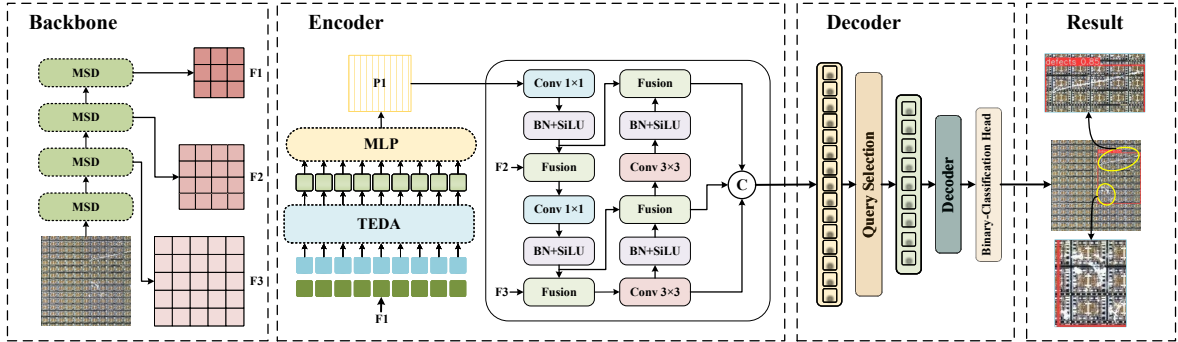 Backbone
MSD
MSD
MSD
MSD
F1
F2
F3
Encoder
P1
MLP
TEDA
F1
Conv 1×1
BN+SiLU
F2
Fusion
Conv 1×1
BN+SiLU
F3
Fusion
Fusion
BN+SiLU
Conv 3×3
Fusion
BN+SiLU
Conv 3×3
C
Decoder
Query Selection
Decoder
Binary-Classification Head
Result
defects 0.85